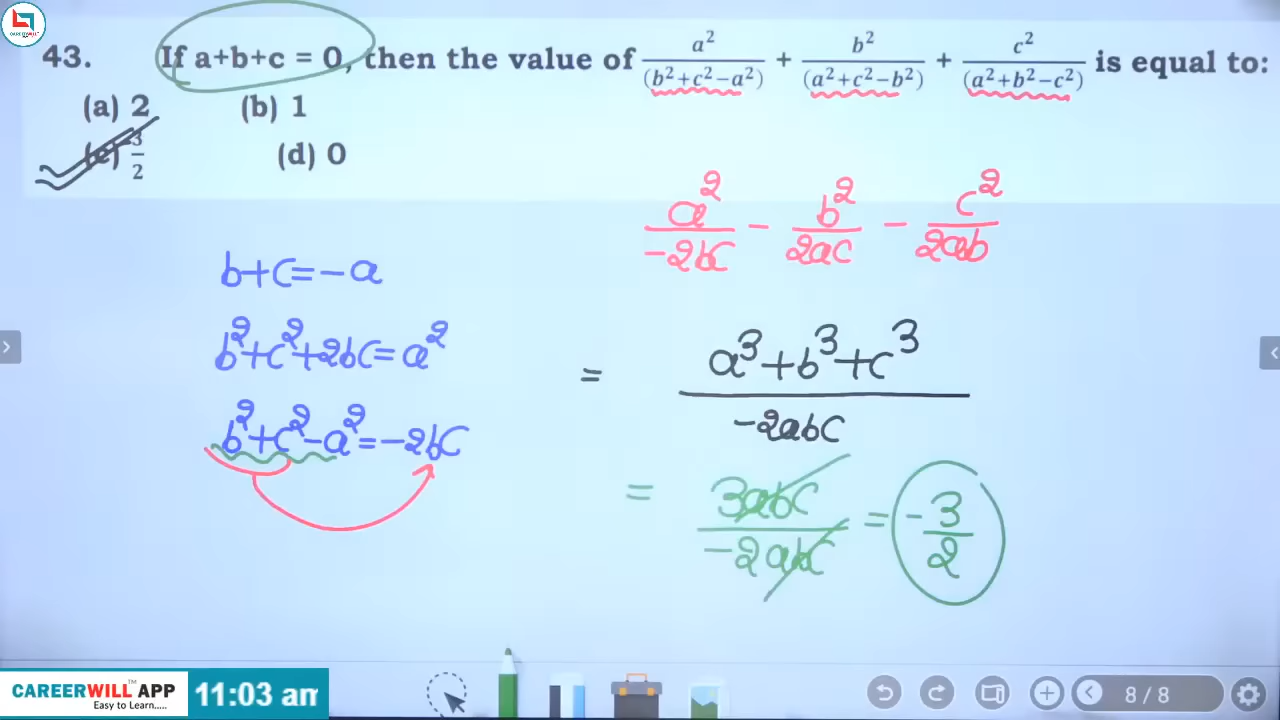 CAREERWILL
43. If a+b+c = 0, then the value of a²/(b²+c²−a²) + b²/(a²+c²−b²) + c²/(a²+b²−c²) is equal to:
(a) 2 (b) 1
(c) −3/2 (d) 0
a²/−2bc − b²/2ac − c²/2ab
b+c=−a
b²+c²+2bc=a²
b²+c²−a²=−2bc
= a³+b³+c³/−2abc
= 3abc/−2abc = −3/2
CAREERWILL™ APP
Easy to Learn.....
11:03 am
8 / 8